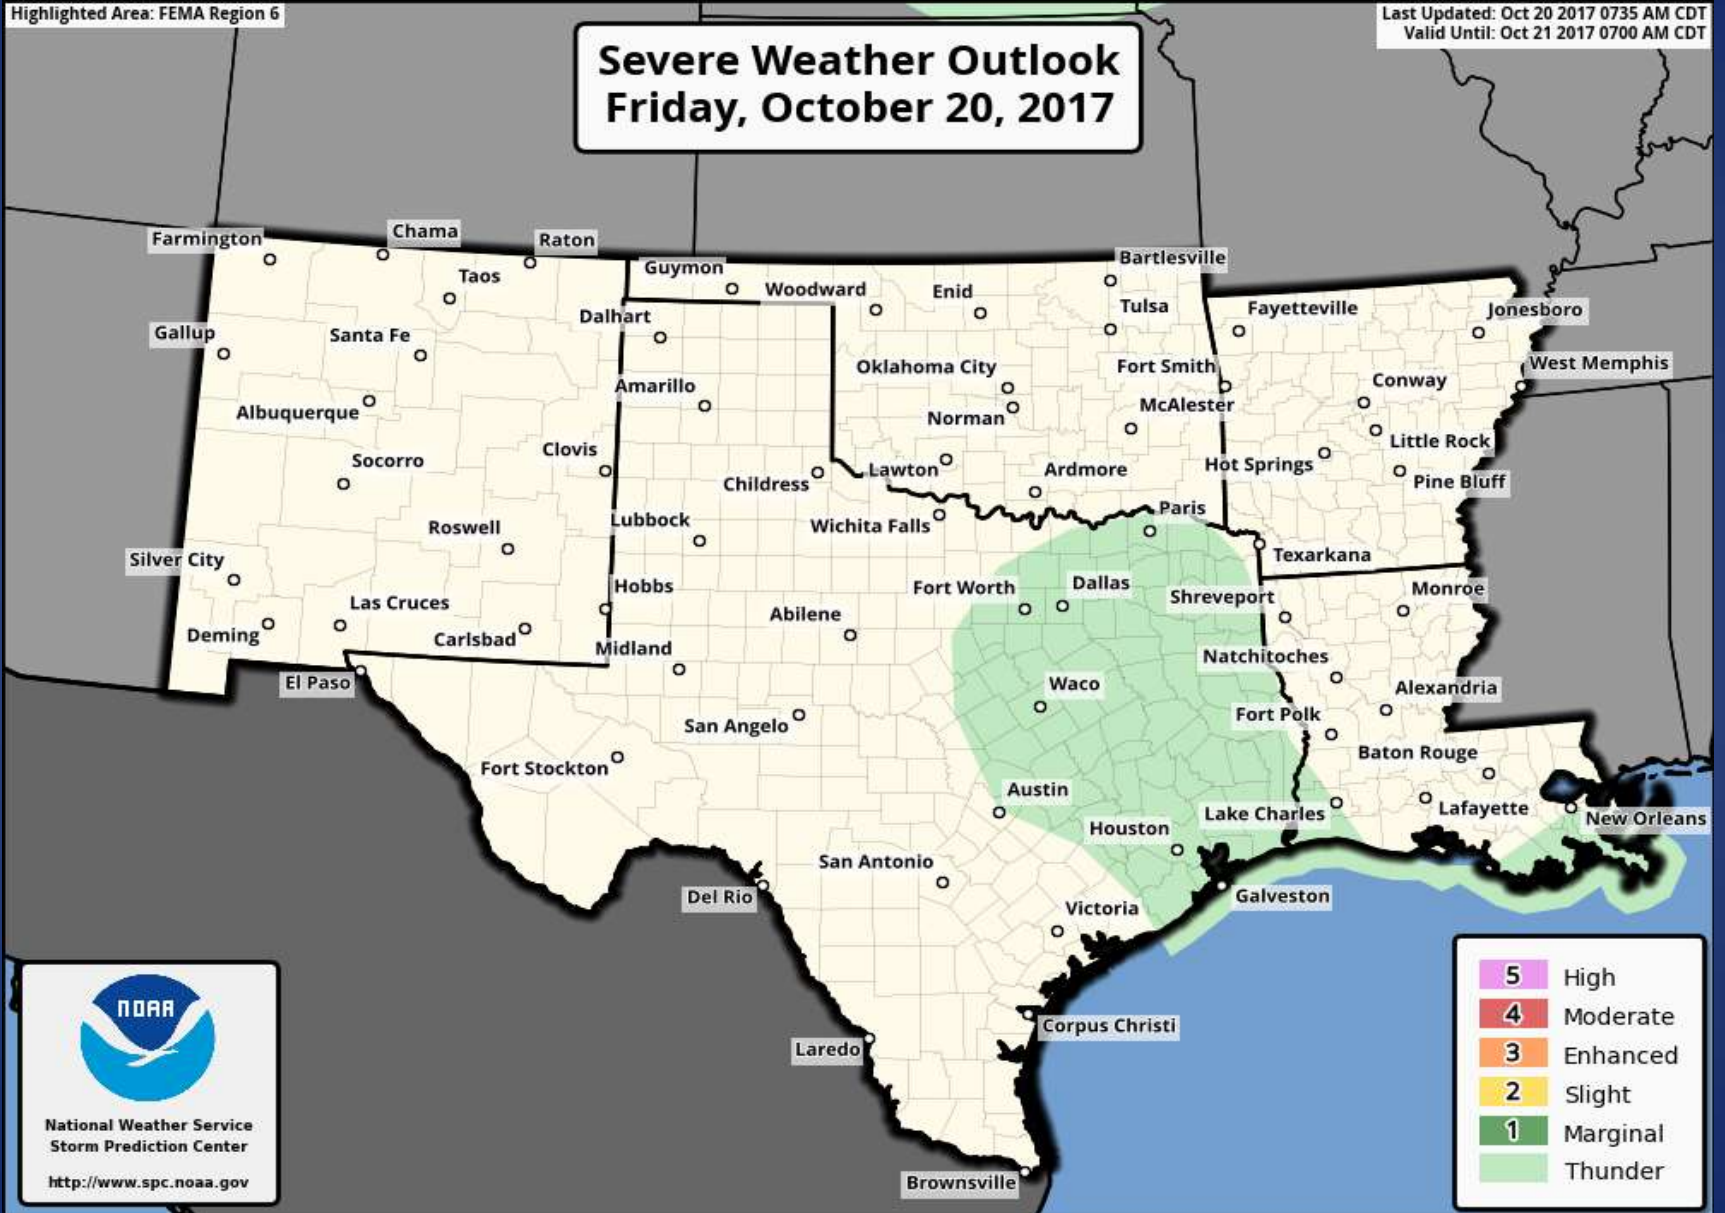 Highlighted Area: FEMA Region 6
Last Updated: Oct 20 2017 0735 AM CDT
Valid Until: Oct 21 2017 0700 AM CDT
Severe Weather Outlook
Friday, October 20, 2017
Farmington
Chama
Raton
Taos
Guymon
Woodward
Enid
Bartlesville
Tulsa
Fayetteville
Jonesboro
Gallup
Santa Fe
Dalhart
Oklahoma City
Fort Smith
West Memphis
Albuquerque
Amarillo
Norman
McAlester
Conway
Socorro
Clovis
Childress
Lawton
Ardmore
Hot Springs
Little Rock
Pine Bluff
Roswell
Lubbock
Wichita Falls
Paris
Texarkana
Silver City
Las Cruces
Hobbs
Abilene
Fort Worth
Dallas
Shreveport
Monroe
Deming
Carlsbad
Midland
Natchitoches
El Paso
San Angelo
Waco
Fort Polk
Alexandria
Fort Stockton
Austin
Baton Rouge
Houston
Lake Charles
Lafayette
New Orleans
San Antonio
Del Rio
Victoria
Galveston
Corpus Christi
Laredo
Brownsville
NOAA
National Weather Service
Storm Prediction Center
http://www.spc.noaa.gov
5 High
4 Moderate
3 Enhanced
2 Slight
1 Marginal
Thunder